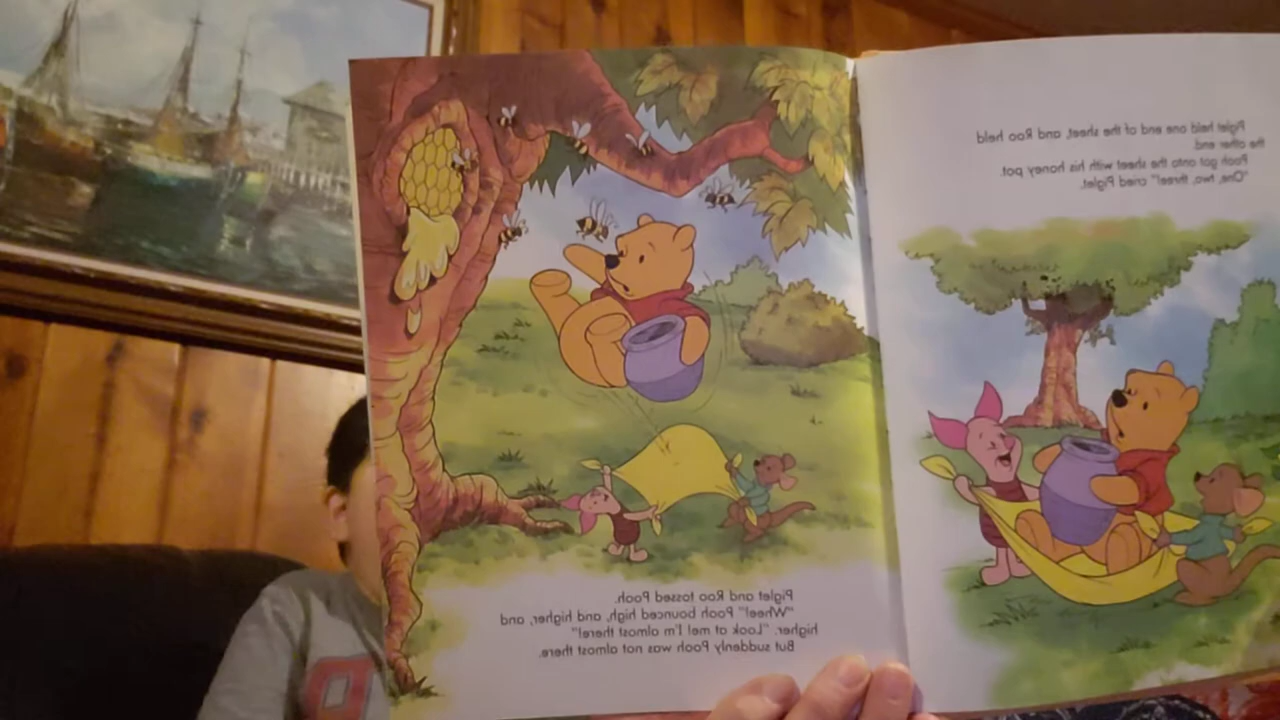 Piglet held one end of the sheet, and Roo held
the other end.
Pooh got onto the sheet with his honey pot.
"One, two, three!" cried Piglet.
Piglet and Roo tossed Pooh.
"Whee!" Pooh bounced high, and higher, and
higher. "Look at me! I'm almost there!"
But suddenly Pooh was not almost there.